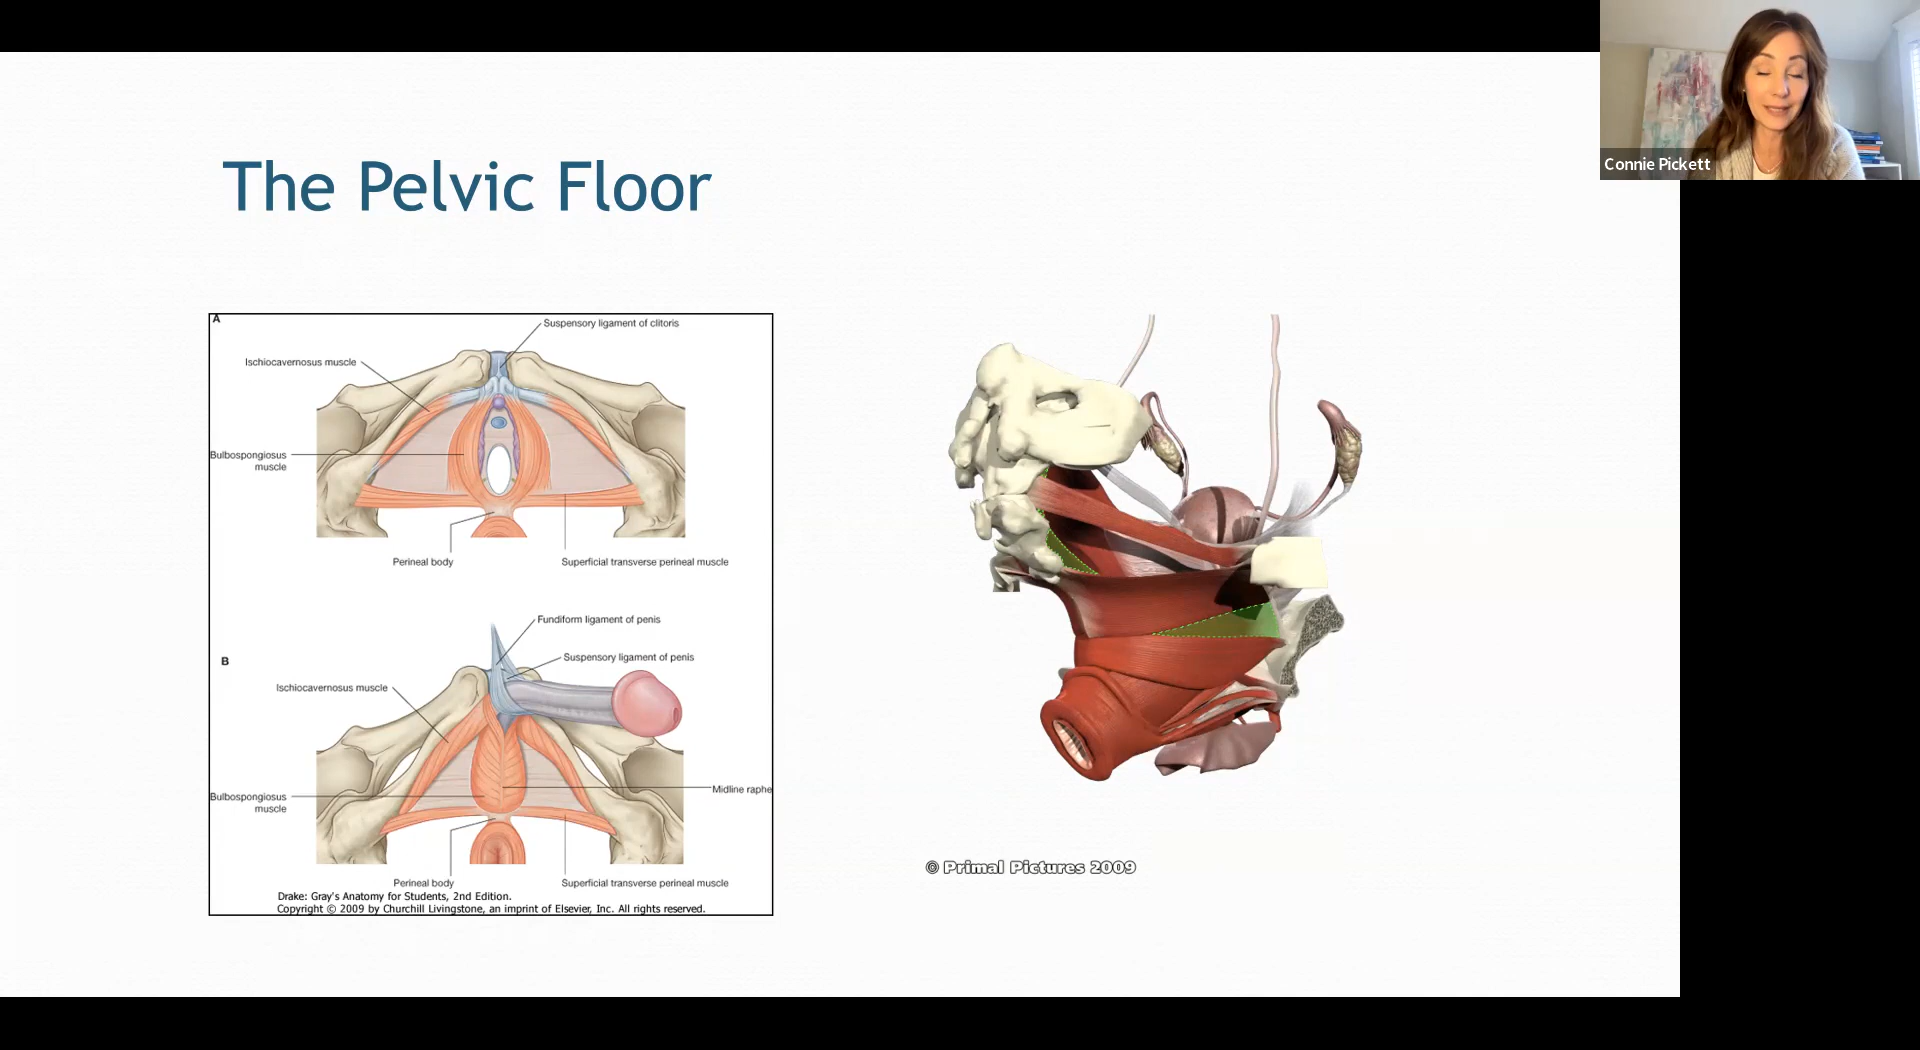 Connie Pickett
The Pelvic Floor
A
Suspensory ligament of clitoris
Ischiocavernosus muscle
Bulbospongiosus
muscle
Perineal body
Superficial transverse perineal muscle
B
Fundiform ligament of penis
Suspensory ligament of penis
Ischiocavernosus muscle
Midline raphe
Bulbospongiosus
muscle
Perineal body
Superficial transverse perineal muscle
Drake: Gray's Anatomy for Students, 2nd Edition.
Copyright © 2009 by Churchill Livingstone, an imprint of Elsevier, Inc. All rights reserved.
© Primal Pictures 2009